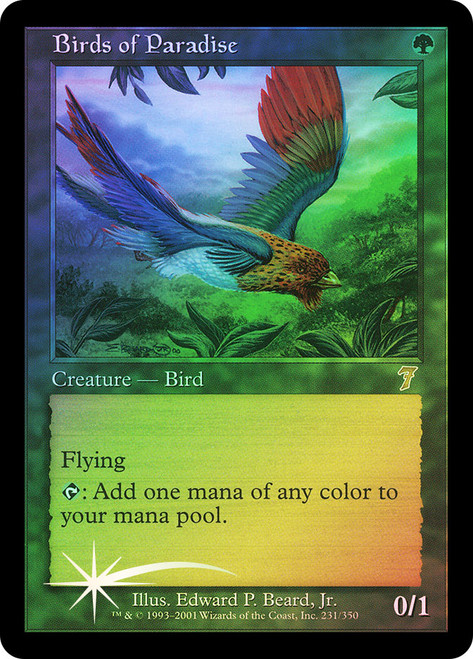 Birds of Paradise
Creature — Bird
7
Flying
: Add one mana of any color to
your mana pool.
Illus. Edward P. Beard, Jr.
™ & © 1993–2001 Wizards of the Coast, Inc. 231/350
0/1